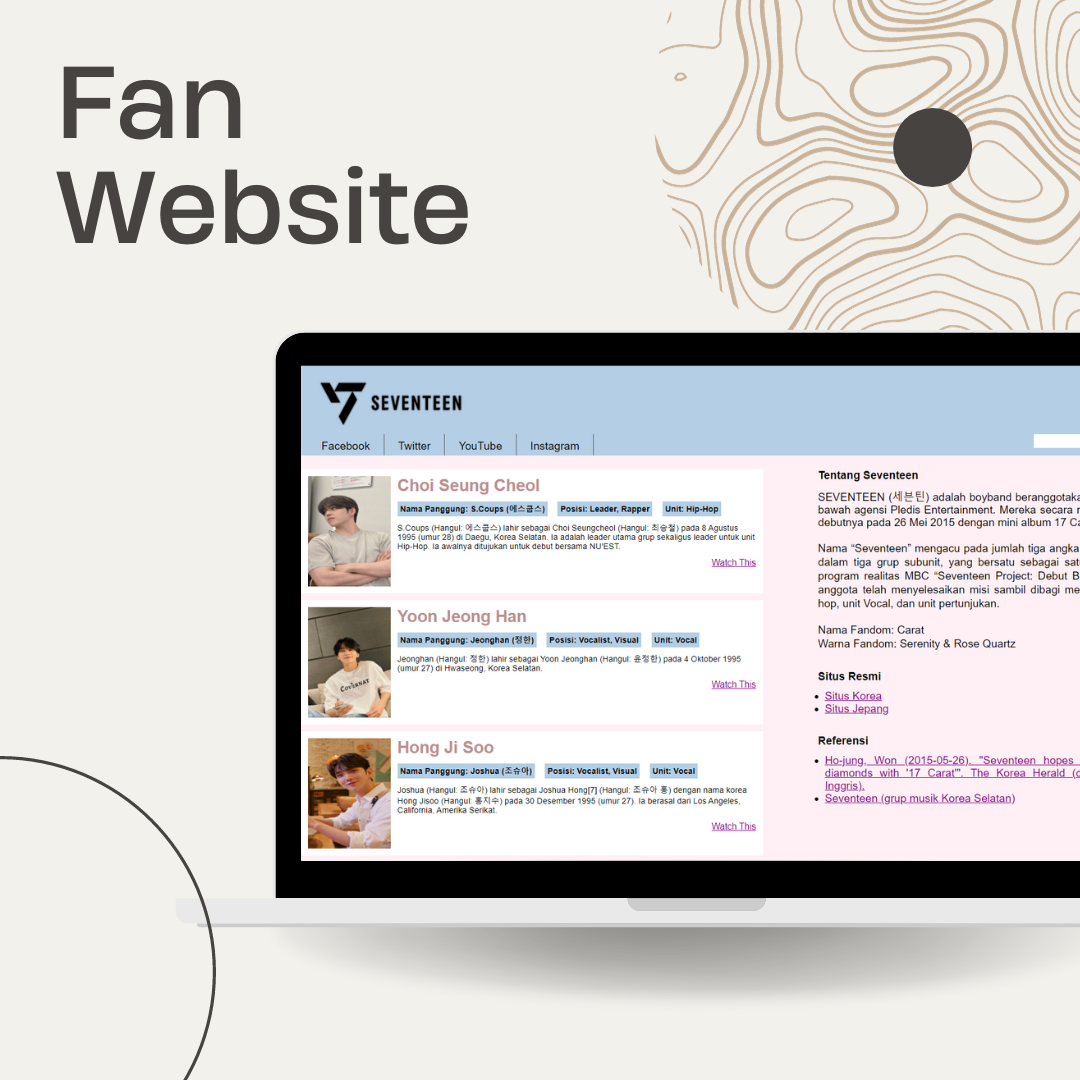 Fan
Website
SEVENTEEN
Facebook
Twitter
YouTube
Instagram
Choi Seung Cheol
Nama Panggung: S.Coups (에스쿱스)
Posisi: Leader, Rapper
Unit: Hip-Hop
S.Coups (Hangul: 에스쿱스) lahir sebagai Choi Seungcheol (Hangul: 최승철) pada 8 Agustus
1995 (umur 28) di Daegu, Korea Selatan. Ia adalah leader utama grup sekaligus leader untuk unit
Hip-Hop. Ia awalnya ditujukan untuk debut bersama NU'EST.
Watch This
Yoon Jeong Han
Nama Panggung: Jeonghan (정한)
Posisi: Vocalist, Visual
Unit: Vocal
Jeonghan (Hangul: 정한) lahir sebagai Yoon Jeonghan (Hangul: 윤정한) pada 4 Oktober 1995
(umur 27) di Hwaseong, Korea Selatan.
Watch This
Hong Ji Soo
Nama Panggung: Joshua (조슈아)
Posisi: Vocalist, Visual
Unit: Vocal
Joshua (Hangul: 조슈아) lahir sebagai Joshua Hong[7] (Hangul: 조슈아 홍) dengan nama korea
Hong Jisoo (Hangul: 홍지수) pada 30 Desember 1995 (umur 27). Ia berasal dari Los Angeles,
California, Amerika Serikat.
Watch This
Tentang Seventeen
SEVENTEEN (세븐틴) adalah boyband beranggotaka
bawah agensi Pledis Entertainment. Mereka secara r
debutnya pada 26 Mei 2015 dengan mini album 17 Ca
Nama “Seventeen” mengacu pada jumlah tiga angka
dalam tiga grup subunit, yang bersatu sebagai sat
program realitas MBC “Seventeen Project: Debut B
anggota telah menyelesaikan misi sambil dibagi me
hop, unit Vocal, dan unit pertunjukan.
Nama Fandom: Carat
Warna Fandom: Serenity & Rose Quartz
Situs Resmi
Situs Korea
Situs Jepang
Referensi
Ho-jung, Won (2015-05-26). "Seventeen hopes
diamonds with '17 Carat'". The Korea Herald (d
Inggris).
Seventeen (grup musik Korea Selatan)